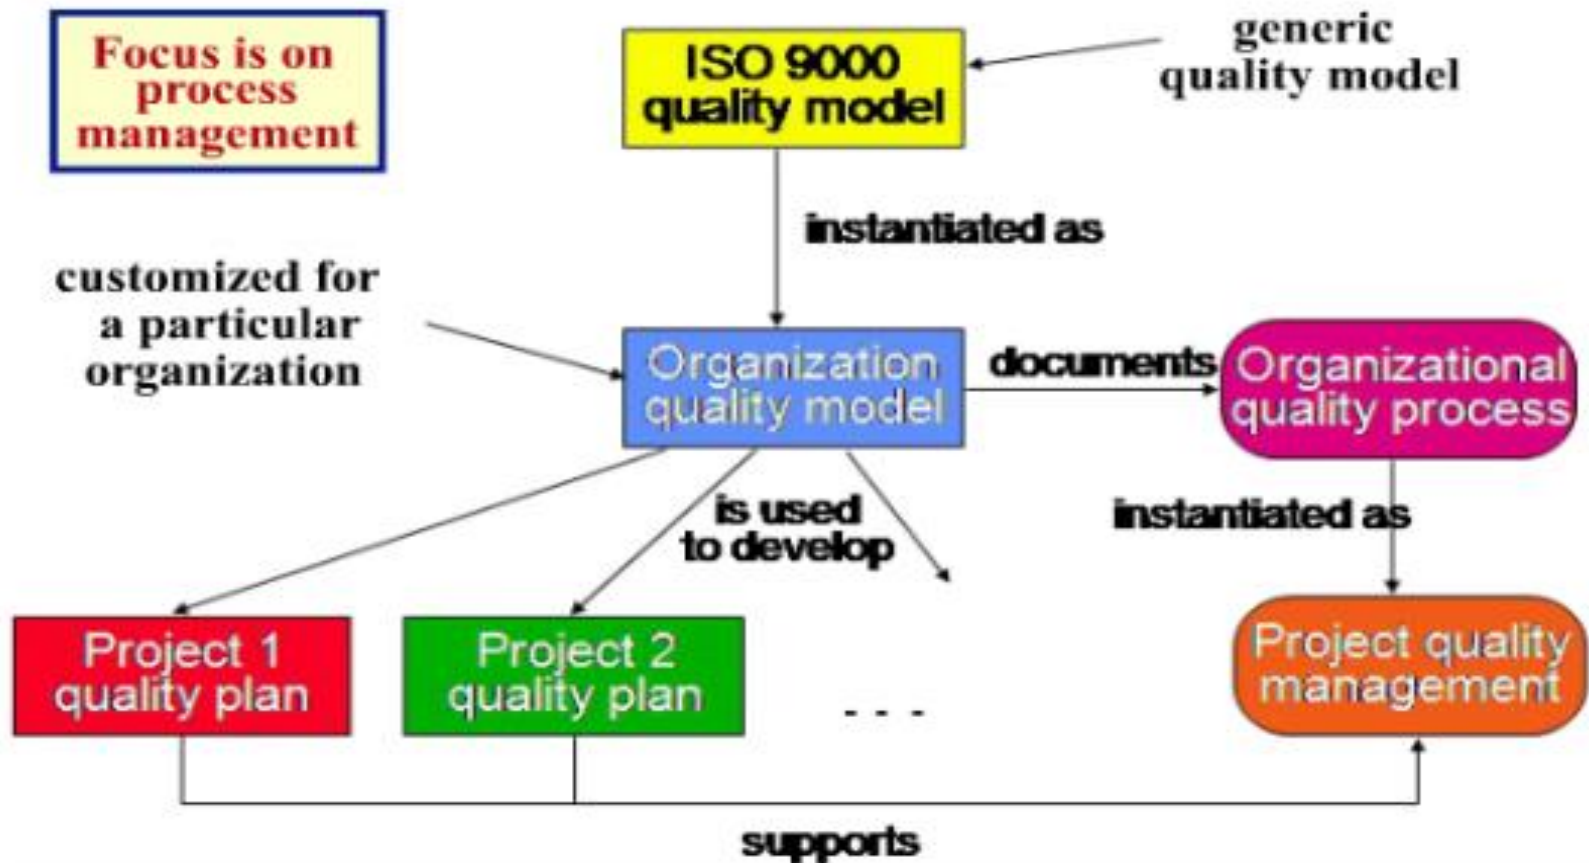 Focus is on
process
management
ISO 9000
quality model
generic
quality model
instantiated as
customized for
a particular
organization
Organization
quality model
documents
Organizational
quality process
is used
to develop
instantiated as
Project 1
quality plan
Project 2
quality plan
- - -
Project quality
management
supports